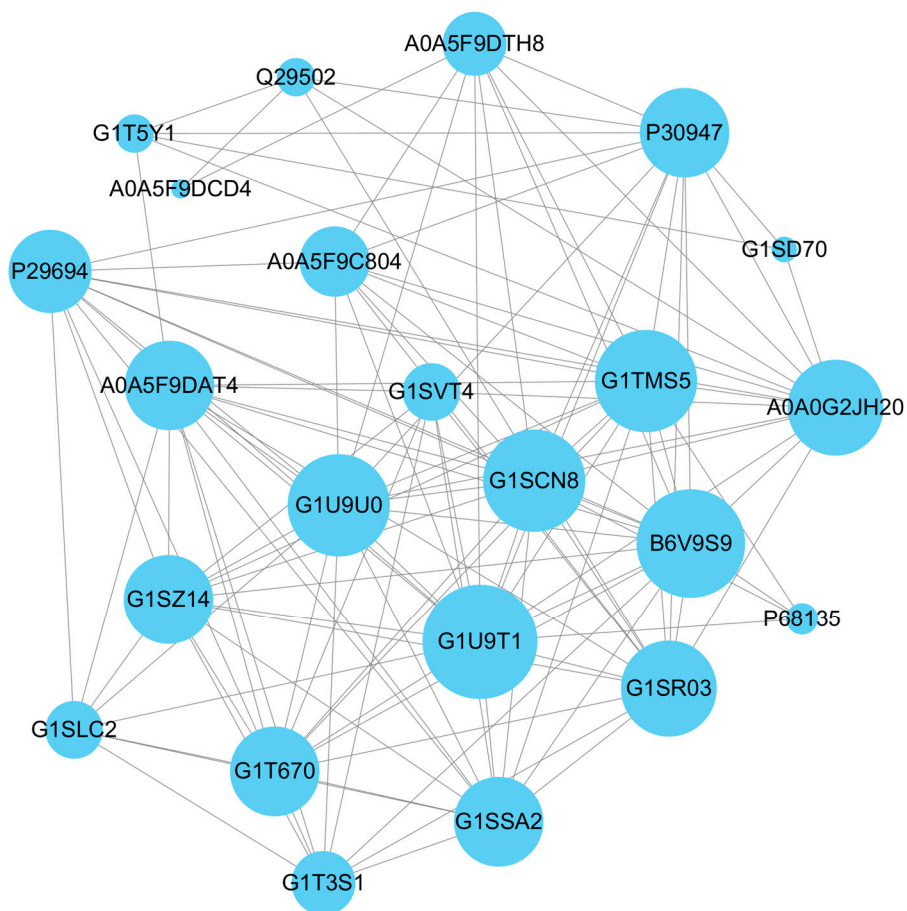 A0A5F9DTH8
Q29502
G1T5Y1
P30947
A0A5F9DCD4
G1SD70
P29694
A0A5F9C804
A0A5F9DAT4
G1SVT4
G1TMS5
A0A0G2JH20
G1SCN8
G1U9U0
B6V9S9
G1SZ14
P68135
G1U9T1
G1SR03
G1SLC2
G1T670
G1SSA2
G1T3S1